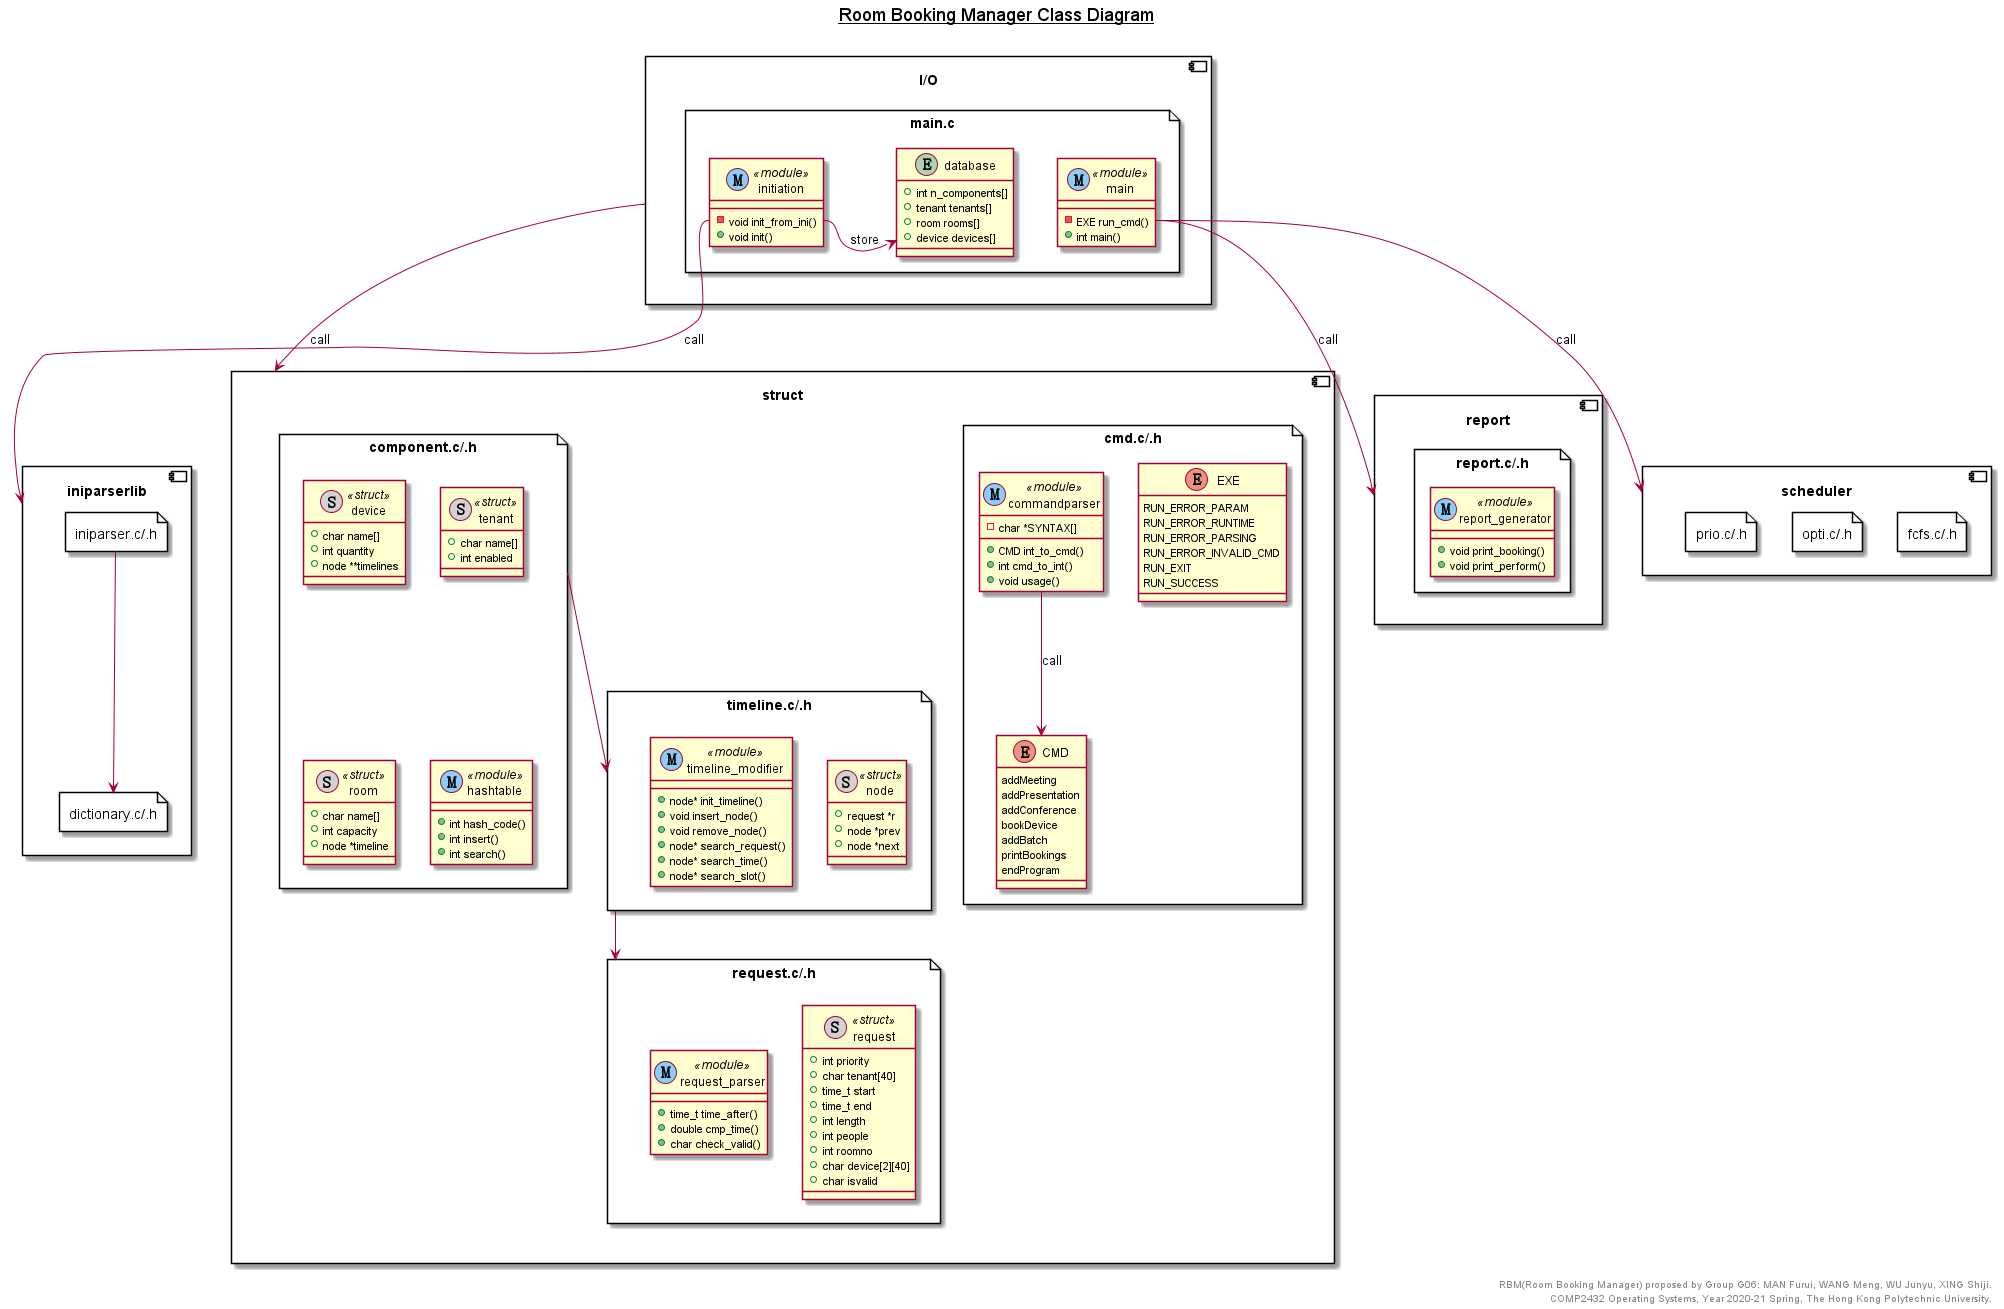 Room Booking Manager Class Diagram
I/O
main.c
M
«module»
initiation
void init_from_ini()
void init()
E
database
int n_components[]
tenant tenants[]
room rooms[]
device devices[]
M
«module»
main
EXE run_cmd()
int main()
store
call
call
call
call
iniparserlib
iniparser.c/.h
dictionary.c/.h
struct
component.c/.h
S
«struct»
device
char name[]
int quantity
node **timelines
S
«struct»
tenant
char name[]
int enabled
S
«struct»
room
char name[]
int capacity
node *timeline
M
«module»
hashtable
int hash_code()
int insert()
int search()
timeline.c/.h
M
«module»
timeline_modifier
node* init_timeline()
void insert_node()
void remove_node()
node* search_request()
node* search_time()
node* search_slot()
S
«struct»
node
request *r
node *prev
node *next
request.c/.h
M
«module»
request_parser
time_t time_after()
double cmp_time()
char check_valid()
S
«struct»
request
int priority
char tenant[40]
time_t start
time_t end
int length
int people
int roomno
char device[2][40]
char isvalid
cmd.c/.h
M
«module»
commandparser
char *SYNTAX[]
CMD int_to_cmd()
int cmd_to_int()
void usage()
E
EXE
RUN_ERROR_PARAM
RUN_ERROR_RUNTIME
RUN_ERROR_PARSING
RUN_ERROR_INVALID_CMD
RUN_EXIT
RUN_SUCCESS
call
E
CMD
addMeeting
addPresentation
addConference
bookDevice
addBatch
printBookings
endProgram
report
report.c/.h
M
«module»
report_generator
void print_booking()
void print_perform()
scheduler
prio.c/.h
opti.c/.h
fcfs.c/.h
RBM(Room Booking Manager) proposed by Group G06: MAN Furui, WANG Meng, WU Junyu, XING Shiji.
COMP2432 Operating Systems, Year 2020-21 Spring, The Hong Kong Polytechnic University.